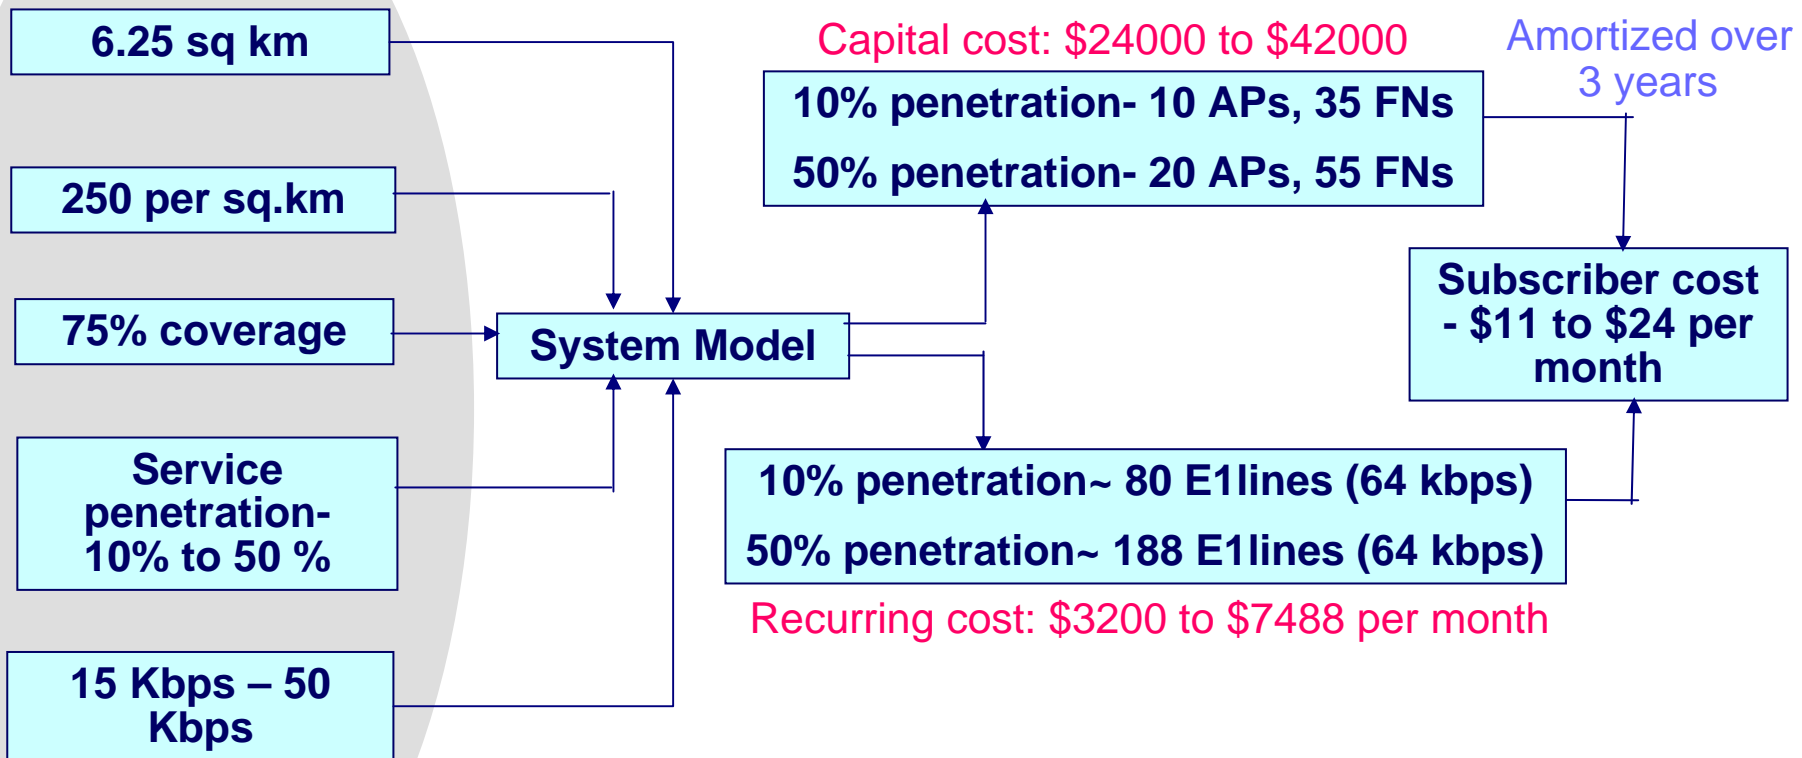 6.25 sq km
250 per sq.km
75% coverage
Service
penetration-
10% to 50 %
15 Kbps – 50
Kbps
System Model
Capital cost: $24000 to $42000
10% penetration- 10 APs, 35 FNs
50% penetration- 20 APs, 55 FNs
Amortized over
3 years
Subscriber cost
- $11 to $24 per
month
10% penetration~ 80 E1lines (64 kbps)
50% penetration~ 188 E1lines (64 kbps)
Recurring cost: $3200 to $7488 per month